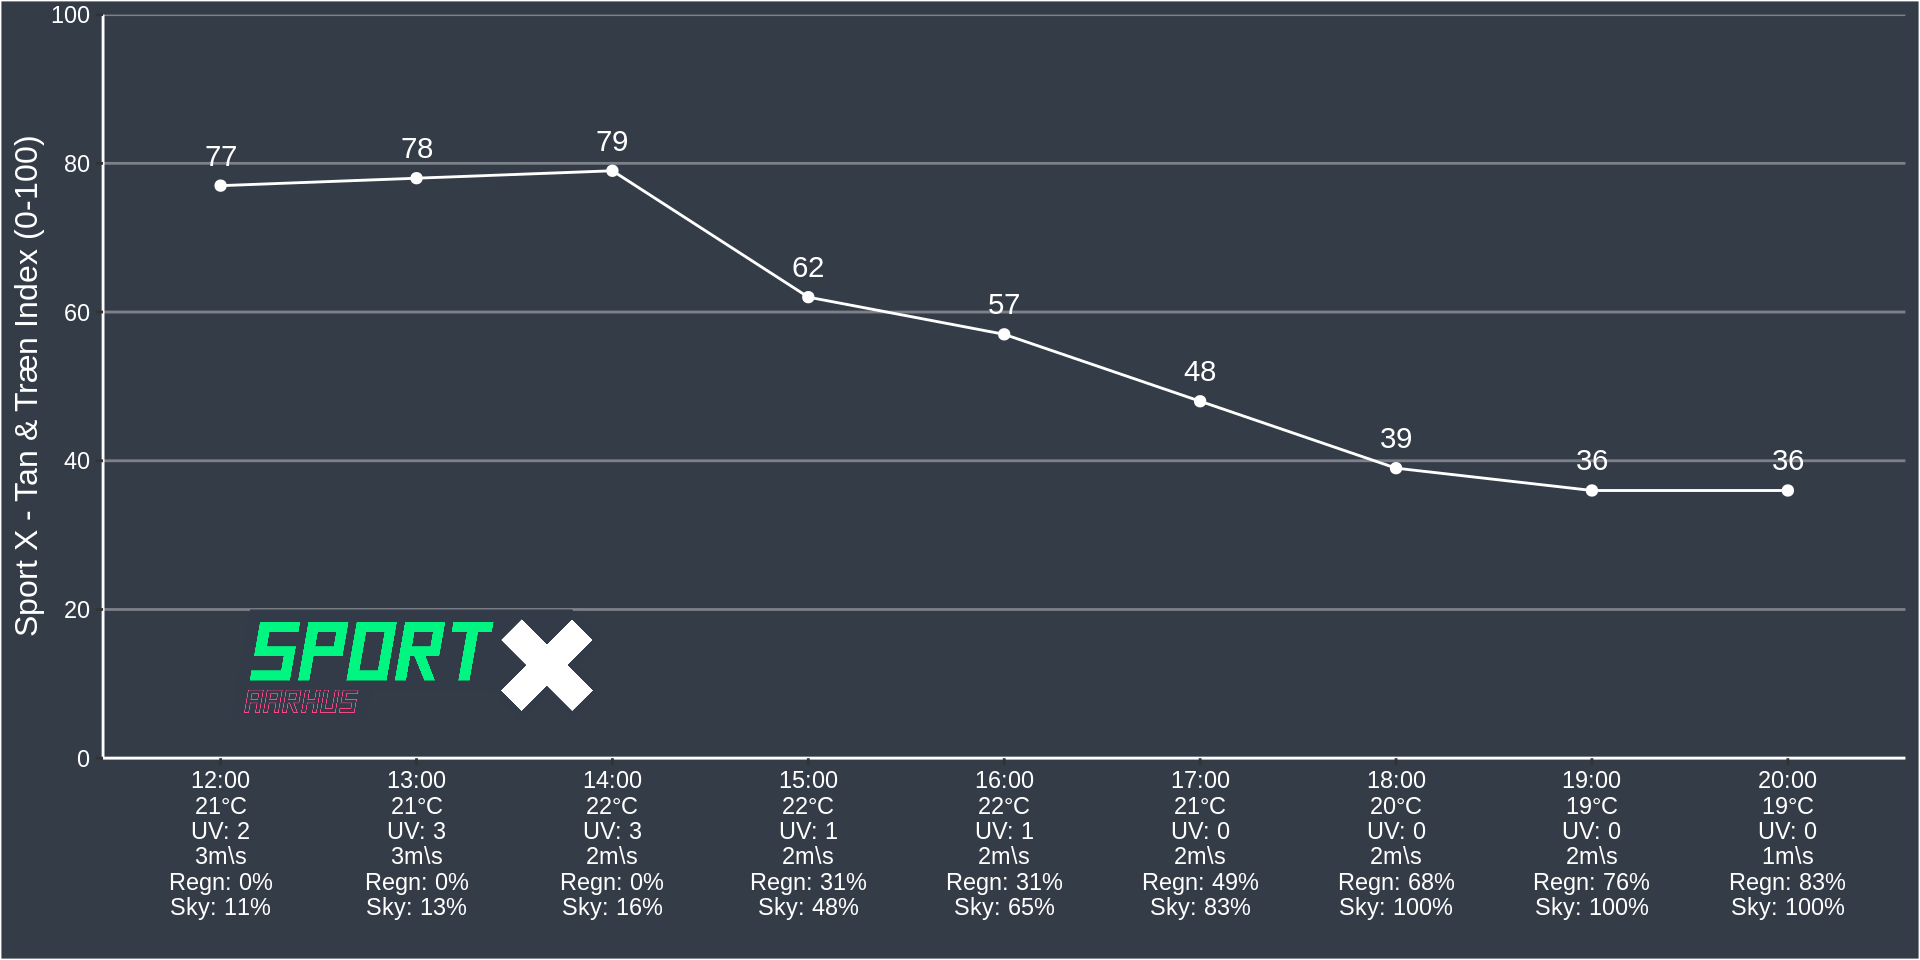 Sport X - Tan & Træn Index (0-100)
100
80
60
40
20
0
77
78
79
62
57
48
39
36
36
SPORT X
AARHUS
12:00 13:00 14:00 15:00 16:00 17:00 18:00 19:00 20:00
21°C 21°C 22°C 22°C 22°C 21°C 20°C 19°C 19°C
UV: 2 UV: 3 UV: 3 UV: 1 UV: 1 UV: 0 UV: 0 UV: 0 UV: 0
3m\s 3m\s 2m\s 2m\s 2m\s 2m\s 2m\s 2m\s 1m\s
Regn: 0% Regn: 0% Regn: 0% Regn: 31% Regn: 31% Regn: 49% Regn: 68% Regn: 76% Regn: 83%
Sky: 11% Sky: 13% Sky: 16% Sky: 48% Sky: 65% Sky: 83% Sky: 100% Sky: 100% Sky: 100%